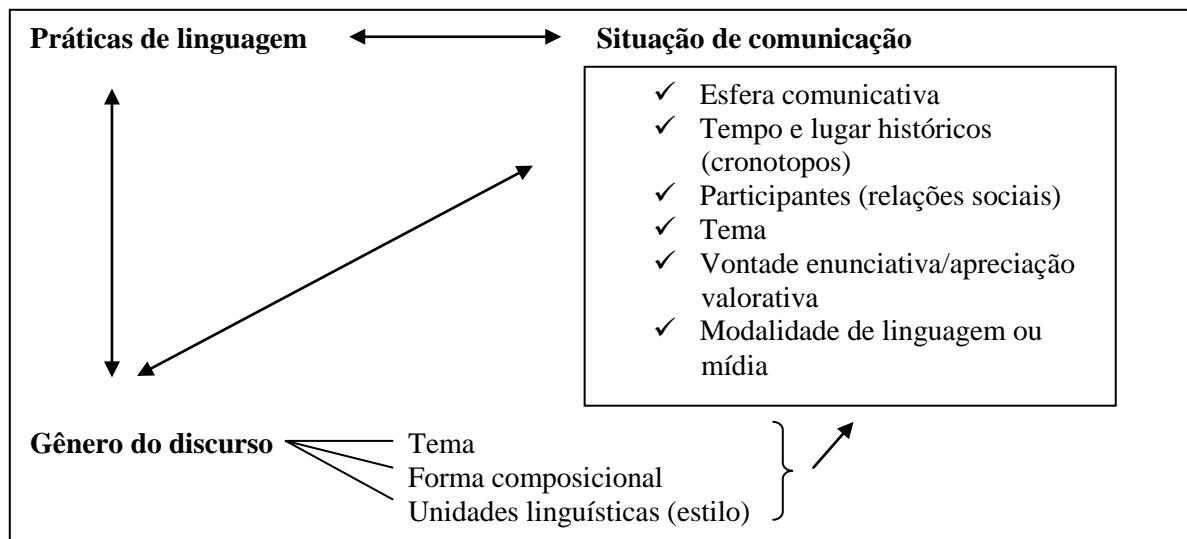 Práticas de linguagem
Situação de comunicação
✓ Esfera comunicativa
✓ Tempo e lugar históricos
(cronotopos)
✓ Participantes (relações sociais)
✓ Tema
✓ Vontade enunciativa/apreciação
valorativa
✓ Modalidade de linguagem ou
mídia
Gênero do discurso
Tema
Forma composicional
Unidades linguísticas (estilo)